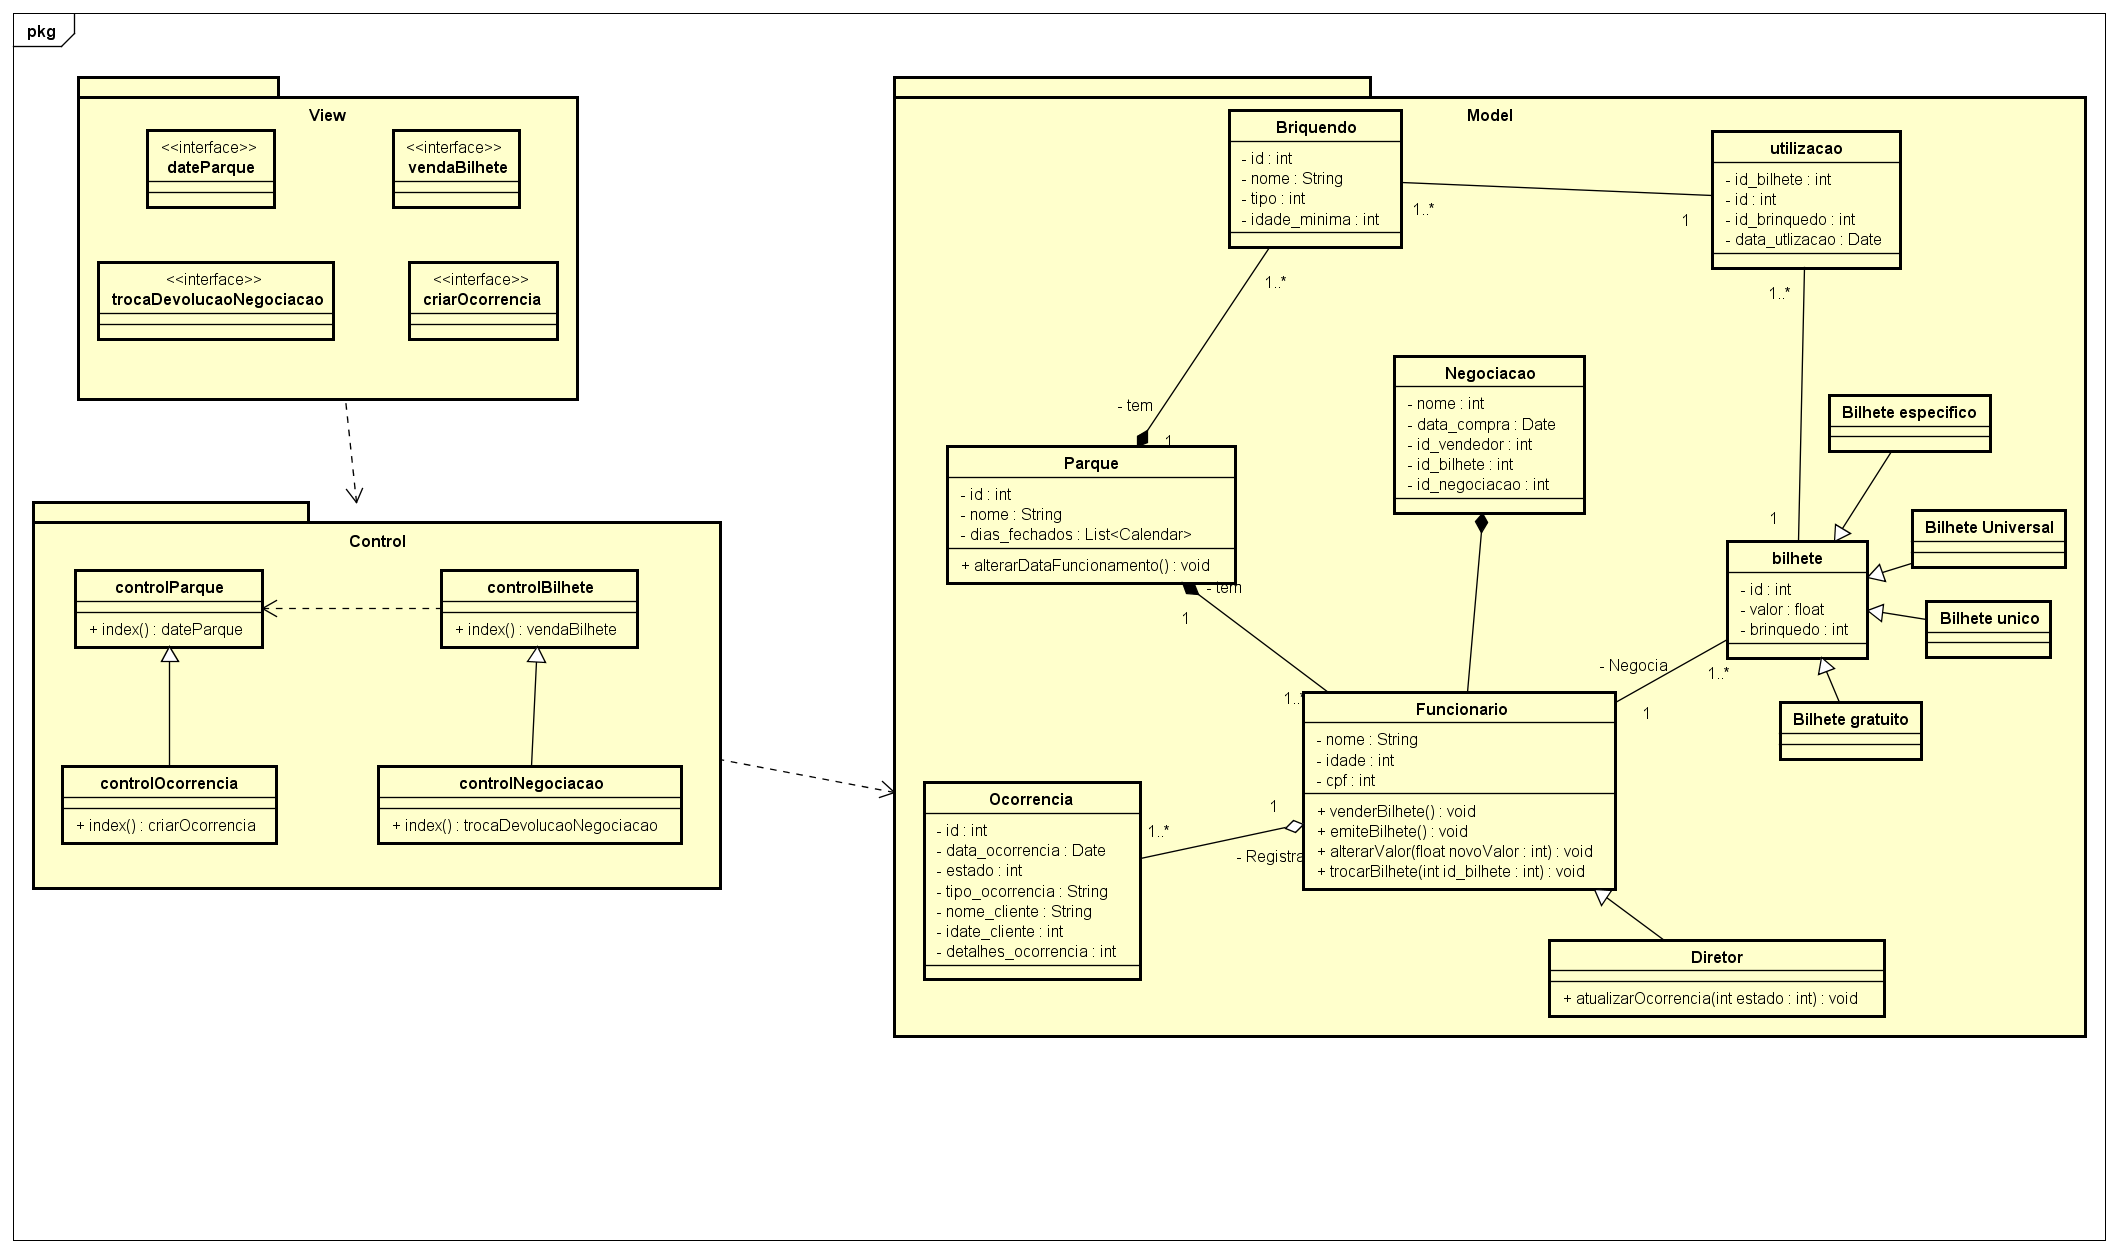 pkg
View
<<interface>>
dateParque
<<interface>>
vendaBilhete
<<interface>>
trocaDevolucaoNegociacao
<<interface>>
criarOcorrencia
Control
controlParque
+ index() : dateParque
controlBilhete
+ index() : vendaBilhete
controlOcorrencia
+ index() : criarOcorrencia
controlNegociacao
+ index() : trocaDevolucaoNegociacao
Model
Briquendo
- id : int
- nome : String
- tipo : int
- idade_minima : int
1..*
1
utilizacao
- id_bilhete : int
- id : int
- id_brinquedo : int
- data_utlizacao : Date
1..*
1..*
- tem
1
Negociacao
- nome : int
- data_compra : Date
- id_vendedor : int
- id_bilhete : int
- id_negociacao : int
Parque
- id : int
- nome : String
- dias_fechados : List<Calendar>
+ alterarDataFuncionamento() : void
- tem
1
1..*
Bilhete especifico
Bilhete Universal
1
bilhete
- id : int
- valor : float
- brinquedo : int
Bilhete unico
Bilhete gratuito
- Negocia
1..*
1
Funcionario
- nome : String
- idade : int
- cpf : int
+ venderBilhete() : void
+ emiteBilhete() : void
+ alterarValor(float novoValor : int) : void
+ trocarBilhete(int id_bilhete : int) : void
1
1..*
- Registra
Ocorrencia
- id : int
- data_ocorrencia : Date
- estado : int
- tipo_ocorrencia : String
- nome_cliente : String
- idate_cliente : int
- detalhes_ocorrencia : int
Diretor
+ atualizarOcorrencia(int estado : int) : void